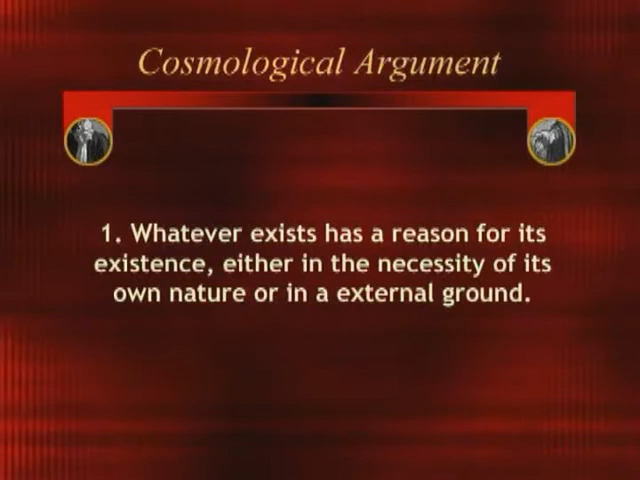 Cosmological Argument
1. Whatever exists has a reason for its
existence, either in the necessity of its
own nature or in a external ground.